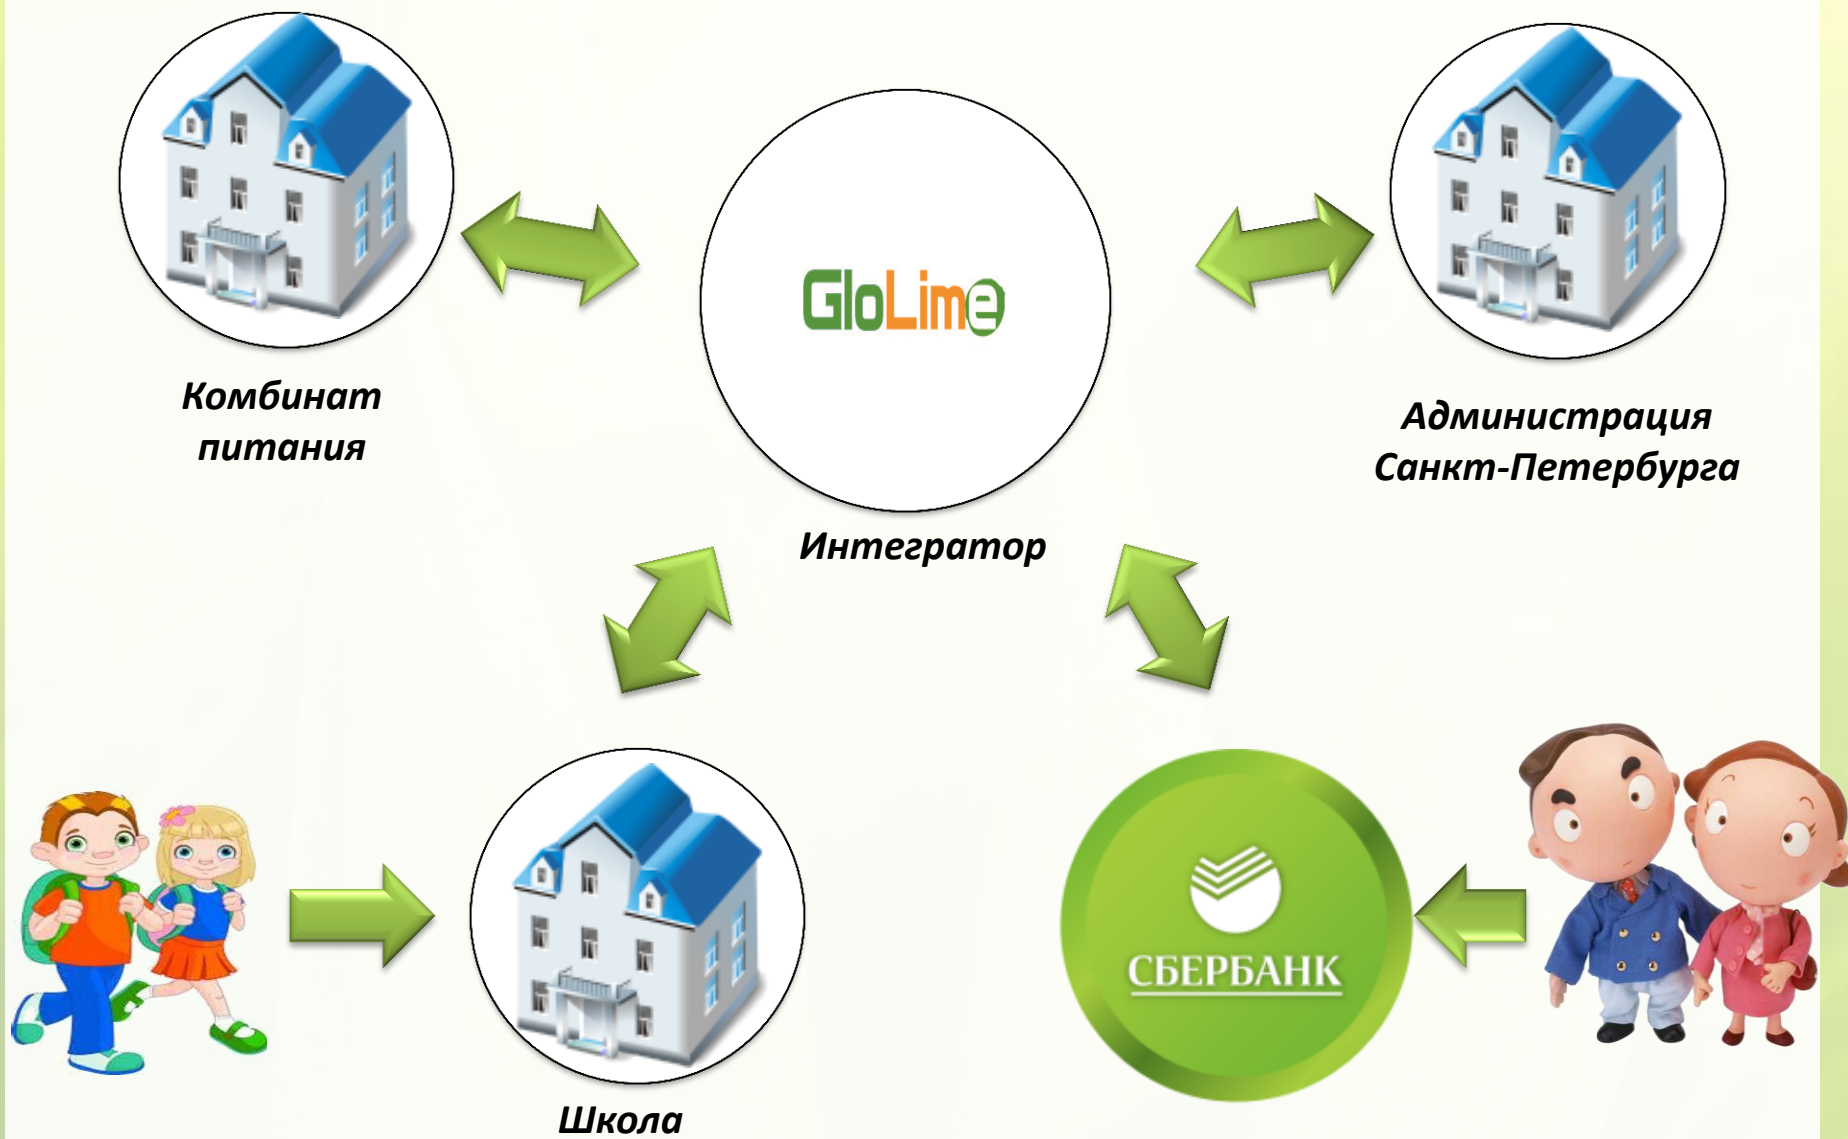 GloLime
Комбинат
питания
Администрация
Санкт-Петербурга
Интегратор
СБЕРБАНК
Школа